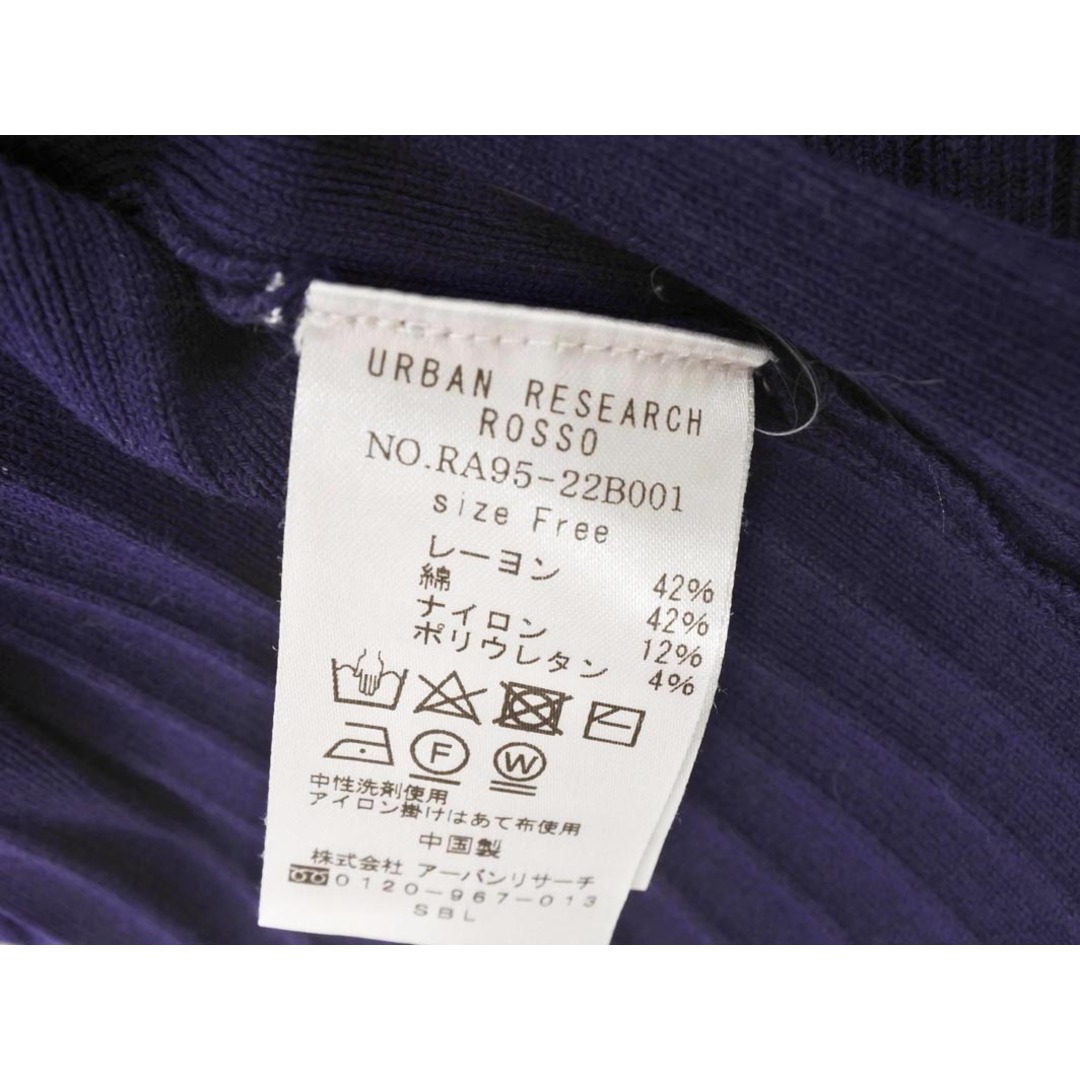 URBAN RESEARCH
ROSSO
NO.RA95-22B001
size Free
レーヨン 42%
綿 42%
ナイロン 12%
ポリウレタン 4%
F W
中性洗剤使用
アイロン掛けはあて布使用
中国製
株式会社 アーバンリサーチ
0120-967-013
SBL